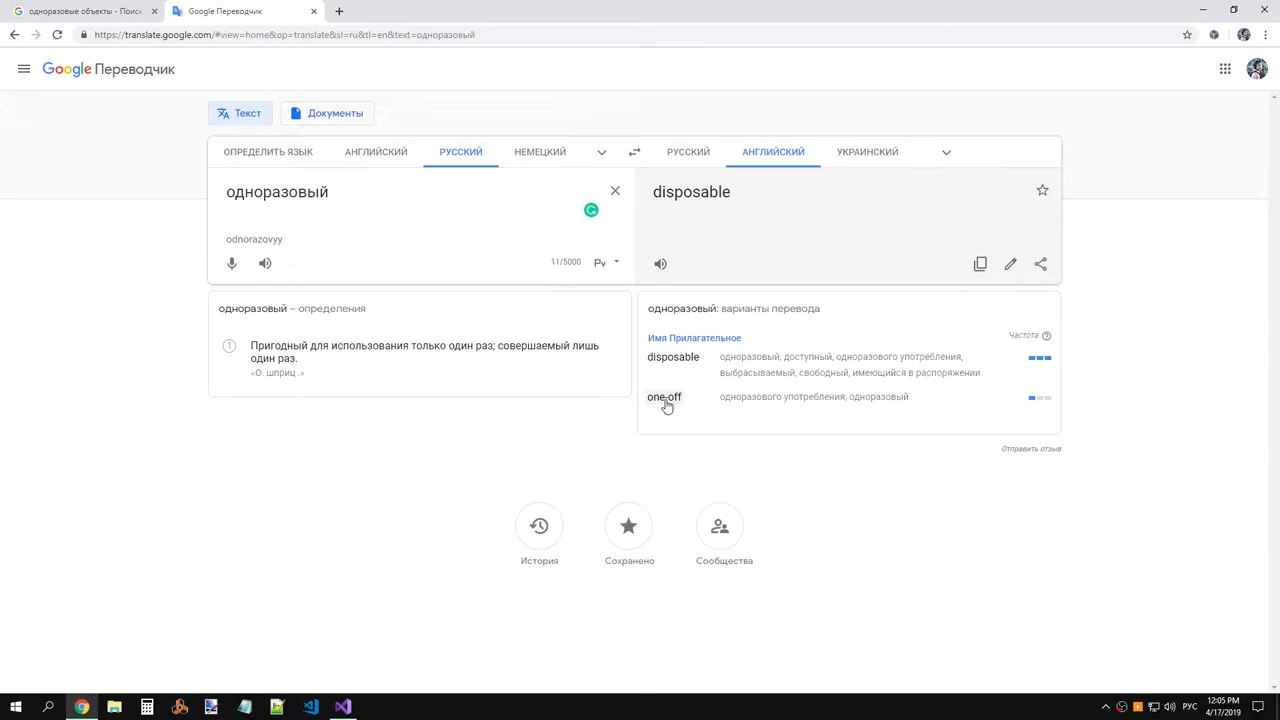 одноразовые объекты - Поиск
Google Переводчик
https://translate.google.com/#view=home&op=translate&sl=ru&tl=en&text=одноразовый
Google Переводчик
Текст
Документы
ОПРЕДЕЛИТЬ ЯЗЫК АНГЛИЙСКИЙ РУССКИЙ НЕМЕЦКИЙ
РУССКИЙ АНГЛИЙСКИЙ УКРАИНСКИЙ
одноразовый
disposable
odnorazovyy
11/5000
одноразовый – определения
1 Пригодный для использования только один раз; совершаемый лишь
один раз.
«О. шприц .»
одноразовый: варианты перевода
Имя Прилагательное
Частота
disposable одноразовый, доступный, одноразового употребления,
выбрасываемый, свободный, имеющийся в распоряжении
one-off одноразового употребления, одноразовый
Отправить отзыв
История
Сохранено
Сообщества
РУС
12:05 PM
4/17/2019